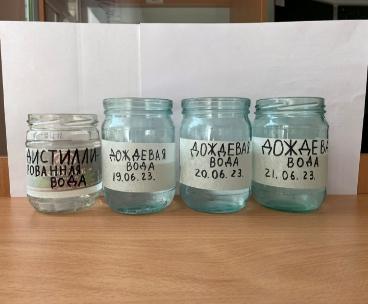 ДИСТИЛЛИ
РОВАННАЯ
ВОДА
ДОЖДЕВАЯ
ВОДА
19.06.23.
ДОЖДЕВАЯ
ВОДА
20.06.23.
ДОЖДЕВАЯ
ВОДА
21.06.23.